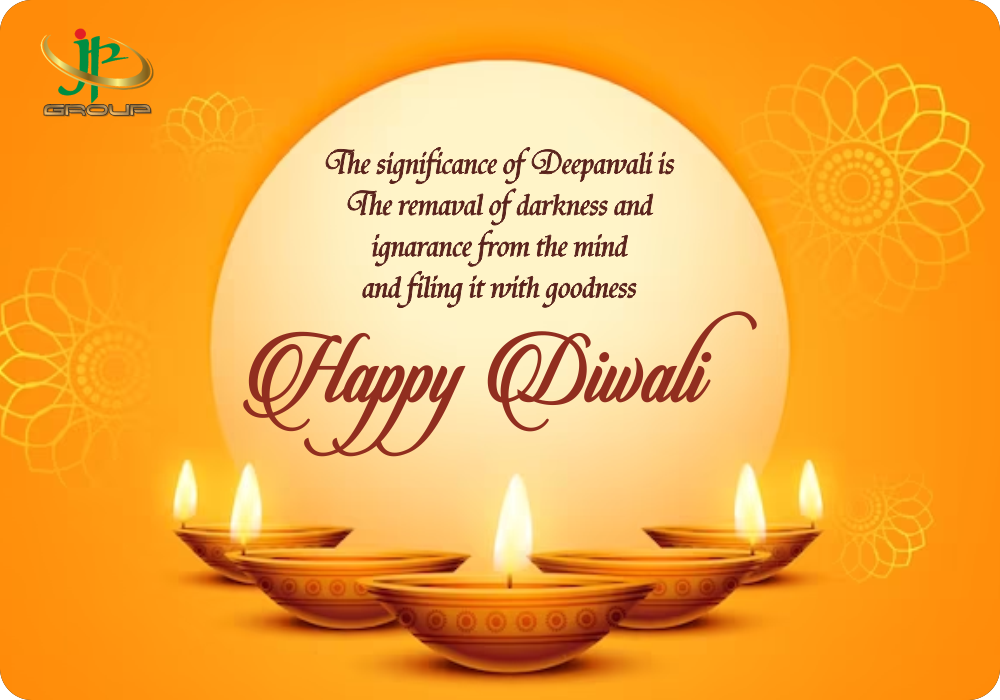 jp
GROUP
The significance of Deepanvali is
The remaval of darkness and
ignarance from the mind
and filing it with goodness
Happy Diwali